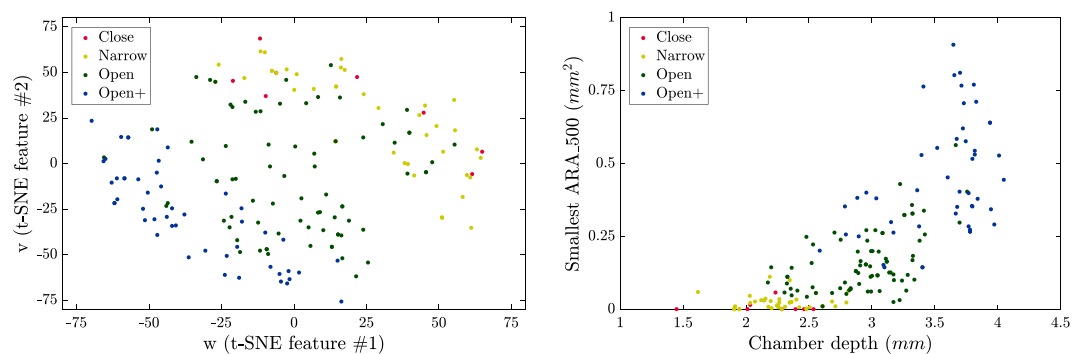 75
50
25
0
-25
-50
-75
-75
-50
-25
0
25
50
75
v (t-SNE feature #2)
w (t-SNE feature #1)
Close
Narrow
Open
Open+
1
0.75
0.5
0.25
0
1
1.5
2
2.5
3
3.5
4
4.5
Smallest ARA_500 (mm²)
Chamber depth (mm)
Close
Narrow
Open
Open+